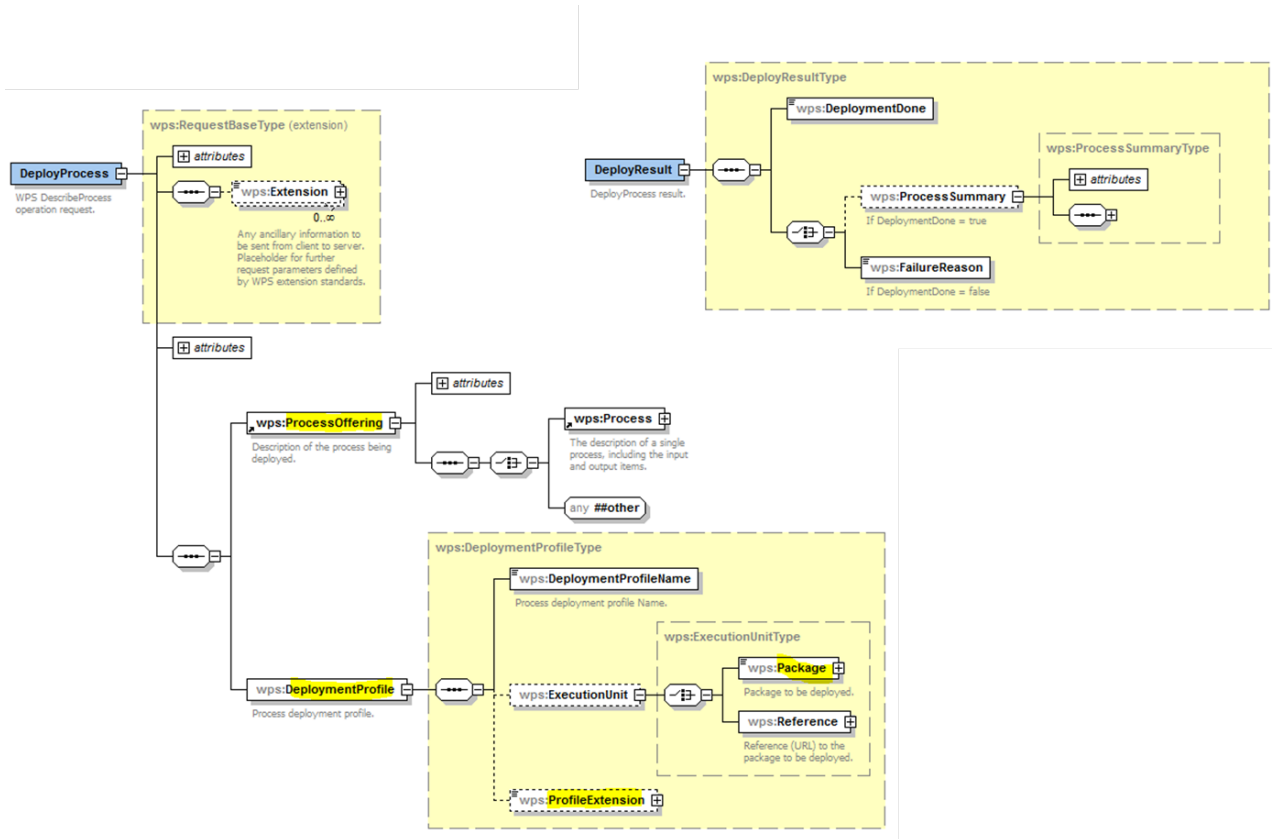 wps:DeployResultType
wps:DeploymentDone
wps:RequestBaseType (extension)
attributes
wps:ProcessSummaryType
DeployProcess
WPS DescribeProcess
operation request.
wps:Extension
0..∞
Any ancillary information to
be sent from client to server.
Placeholder for further
request parameters defined
by WPS extension standards.
DeployResult
DeployProcess result.
attributes
wps:ProcessSummary
If DeploymentDone = true
wps:FailureReason
If DeploymentDone = false
attributes
attributes
wps:ProcessOffering
Description of the process being
deployed.
wps:Process
The description of a single
process, including the input
and output items.
any ##other
wps:DeploymentProfileType
wps:DeploymentProfileName
Process deployment profile Name.
wps:ExecutionUnitType
wps:Package
Package to be deployed.
wps:DeploymentProfile
Process deployment profile.
wps:ExecutionUnit
wps:Reference
Reference (URL) to the
package to be deployed.
wps:ProfileExtension